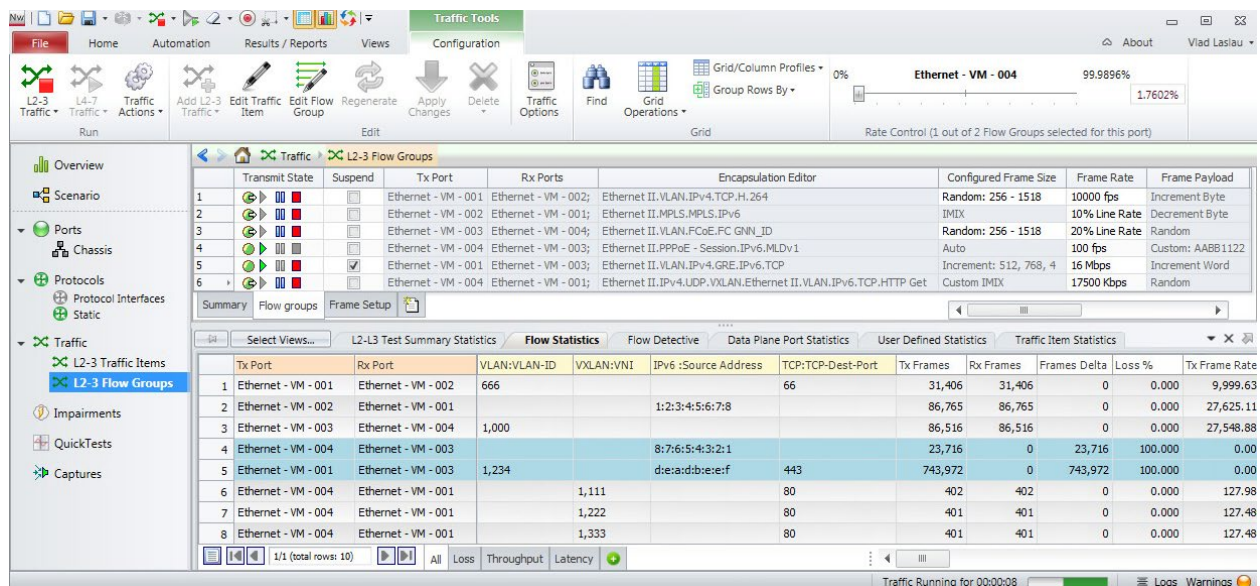 Nw
Traffic Tools
File Home Automation Results / Reports Views Configuration About Vlad Laslau
L2-3 Traffic
L4-7 Traffic
Traffic Actions
Add L2-3 Traffic
Edit Traffic Item
Edit Flow Group
Regenerate
Apply Changes
Delete
Traffic Options
Find
Grid Operations
Grid/Column Profiles
Group Rows By
0% Ethernet - VM - 004 99.9896%
1.7602%
Run Edit Grid Rate Control (1 out of 2 Flow Groups selected for this port)
Overview
Scenario
Ports
Chassis
Protocols
Protocol Interfaces
Static
Traffic
L2-3 Traffic Items
L2-3 Flow Groups
Impairments
QuickTests
Captures
Traffic L2-3 Flow Groups
Transmit State Suspend Tx Port Rx Ports Encapsulation Editor Configured Frame Size Frame Rate Frame Payload
1 Ethernet - VM - 001 Ethernet - VM - 002; Ethernet II.VLAN.IPv4.TCP.H.264 Random: 256 - 1518 10000 fps Increment Byte
2 Ethernet - VM - 002 Ethernet - VM - 001; Ethernet II.MPLS.MPLS.IPv6 IMIX 10% Line Rate Decrement Byte
3 Ethernet - VM - 003 Ethernet - VM - 004; Ethernet II.VLAN.FCoE.FC GNN_ID Random: 256 - 1518 20% Line Rate Random
4 Ethernet - VM - 004 Ethernet - VM - 003; Ethernet II.PPPoE - Session.IPv6.MLDv1 Auto 100 fps Custom: AABB1122
5 Ethernet - VM - 001 Ethernet - VM - 003; Ethernet II.VLAN.IPv4.GRE.IPv6.TCP Increment: 512, 768, 4 16 Mbps Increment Word
6 Ethernet - VM - 004 Ethernet - VM - 001; Ethernet II.IPv4.UDP.VXLAN.Ethernet II.VLAN.IPv6.TCP.HTTP Get Custom IMIX 17500 Kbps Random
Summary Flow groups Frame Setup
Select Views... L2-L3 Test Summary Statistics Flow Statistics Flow Detective Data Plane Port Statistics User Defined Statistics Traffic Item Statistics
Tx Port Rx Port VLAN:VLAN-ID VXLAN:VNI IPv6 :Source Address TCP:TCP-Dest-Port Tx Frames Rx Frames Frames Delta Loss % Tx Frame Rate
1 Ethernet - VM - 001 Ethernet - VM - 002 666 66 31,406 31,406 0 0.000 9,999.63
2 Ethernet - VM - 002 Ethernet - VM - 001 1:2:3:4:5:6:7:8 86,765 86,765 0 0.000 27,625.11
3 Ethernet - VM - 003 Ethernet - VM - 004 1,000 86,516 86,516 0 0.000 27,548.88
4 Ethernet - VM - 004 Ethernet - VM - 003 8:7:6:5:4:3:2:1 23,716 0 23,716 100.000 0.00
5 Ethernet - VM - 001 Ethernet - VM - 003 1,234 d:e:a:d:b:e:e:f 443 743,972 0 743,972 100.000 0.00
6 Ethernet - VM - 004 Ethernet - VM - 001 1,111 80 402 402 0 0.000 127.98
7 Ethernet - VM - 004 Ethernet - VM - 001 1,222 80 401 401 0 0.000 127.48
8 Ethernet - VM - 004 Ethernet - VM - 001 1,333 80 401 401 0 0.000 127.48
1/1 (total rows: 10) All Loss Throughput Latency
Traffic Running for 00:00:08 Logs Warnings